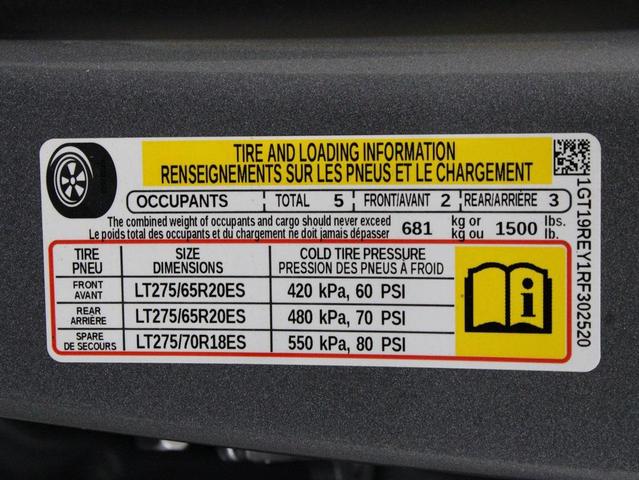 TIRE AND LOADING INFORMATION
RENSEIGNEMENTS SUR LES PNEUS ET LE CHARGEMENT
OCCUPANTS TOTAL 5 FRONT/AVANT 2 REAR/ARRIÈRE 3
The combined weight of occupants and cargo should never exceed 681 kg or 1500 lbs.
Le poids total des occupants et du chargement ne doit jamais dépasser kg ou lb.
TIRE SIZE COLD TIRE PRESSURE
PNEU DIMENSIONS PRESSION DES PNEUS À FROID
FRONT
AVANT LT275/65R20ES 420 kPa, 60 PSI
REAR
ARRIÈRE LT275/65R20ES 480 kPa, 70 PSI
SPARE
DE SECOURS LT275/70R18ES 550 kPa, 80 PSI
i
1GT19REY1RF302520